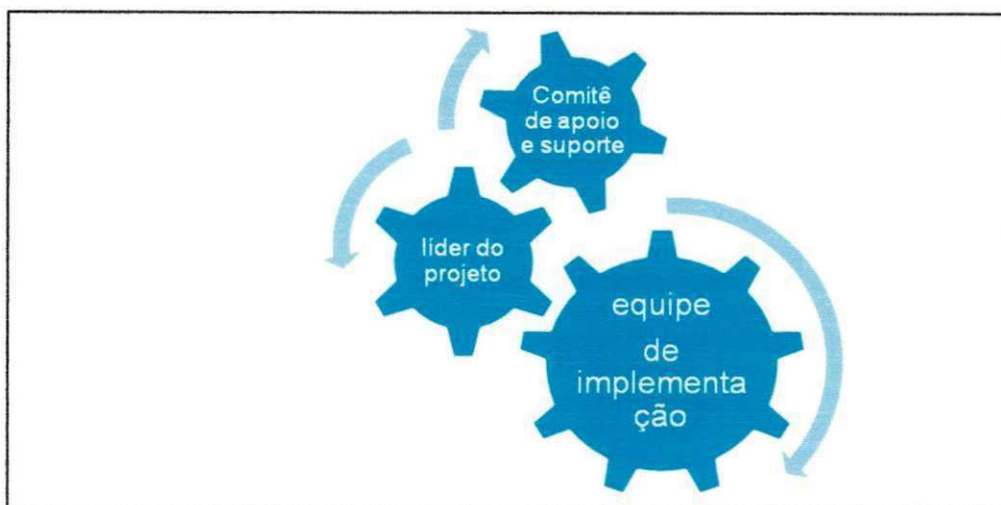 Comitê
de apoio
e suporte
líder do
projeto
equipe
de
implementa
ção